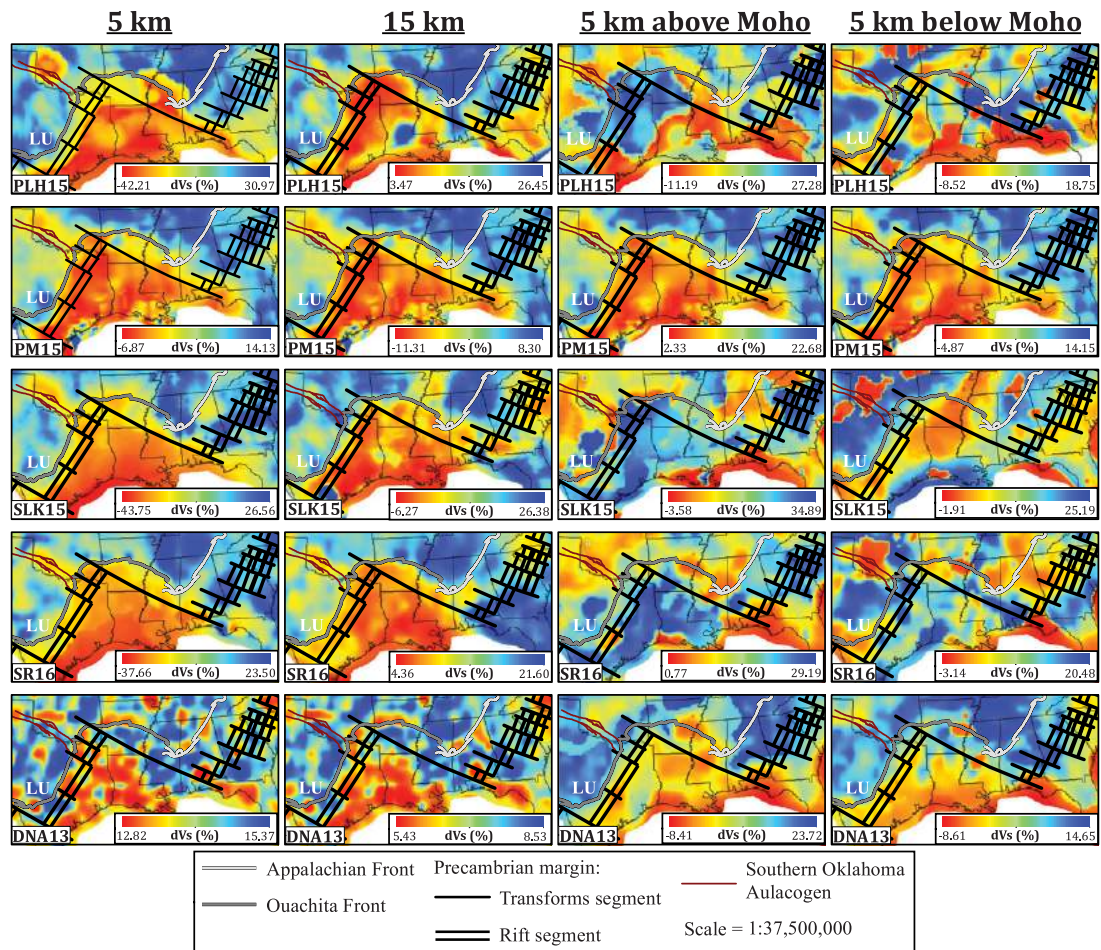 5 km 15 km 5 km above Moho 5 km below Moho
LU LU LU LU
-42.21 dVs (%) 30.97 3.47 dVs (%) 26.45 -11.19 dVs (%) 27.28 -8.52 dVs (%) 18.75
PLH15 PLH15 PLH15 PLH15
LU LU LU LU
-6.87 dVs (%) 14.13 -11.31 dVs (%) 8.30 2.33 dVs (%) 22.68 -4.87 dVs (%) 14.15
PM15 PM15 PM15 PM15
LU LU LU LU
-43.75 dVs (%) 26.56 -6.27 dVs (%) 26.38 -3.58 dVs (%) 34.89 -1.91 dVs (%) 25.19
SLK15 SLK15 SLK15 SLK15
LU LU LU LU
-37.66 dVs (%) 23.50 4.36 dVs (%) 21.60 0.77 dVs (%) 29.19 -3.14 dVs (%) 20.48
SR16 SR16 SR16 SR16
LU LU LU LU
12.82 dVs (%) 15.37 5.43 dVs (%) 8.53 -8.41 dVs (%) 23.72 -8.61 dVs (%) 14.65
DNA13 DNA13 DNA13 DNA13
Appalachian Front
Ouachita Front
Precambrian margin:
Transforms segment
Rift segment
Southern Oklahoma
Aulacogen
Scale = 1:37,500,000